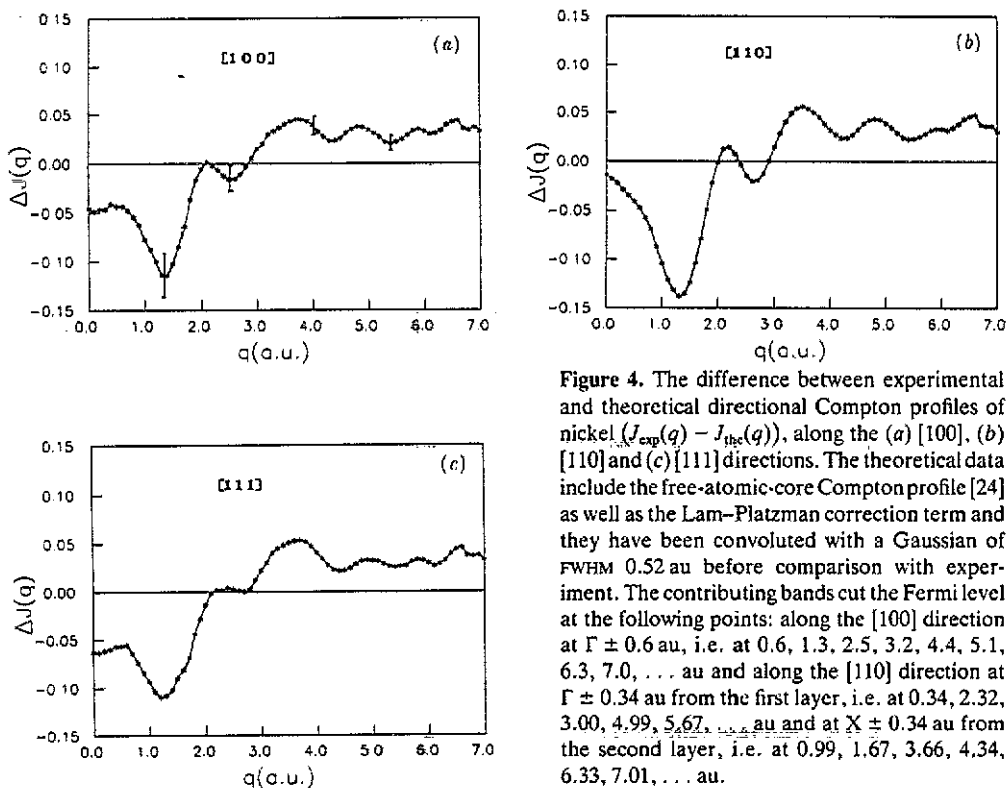 (a)
[100]
0.15
0.10
0.05
0.00
-0.05
-0.10
-0.15
ΔJ(q)
0.0 1.0 2.0 3.0 4.0 5.0 6.0 7.0
q(a.u.)
(b)
[110]
0.15
0.10
0.05
0.00
-0.05
-0.10
-0.15
ΔJ(q)
0.0 1.0 2.0 3.0 4.0 5.0 6.0 7.0
q(a.u.)
(c)
[111]
0.15
0.10
0.05
0.00
-0.05
-0.10
-0.15
ΔJ(q)
0.0 1.0 2.0 3.0 4.0 5.0 6.0 7.0
q(a.u.)
Figure 4. The difference between experimental
and theoretical directional Compton profiles of
nickel (J_exp(q) − J_the(q)), along the (a) [100], (b)
[110] and (c) [111] directions. The theoretical data
include the free-atomic-core Compton profile [24]
as well as the Lam–Platzman correction term and
they have been convoluted with a Gaussian of
FWHM 0.52 au before comparison with exper-
iment. The contributing bands cut the Fermi level
at the following points: along the [100] direction
at Γ ± 0.6 au, i.e. at 0.6, 1.3, 2.5, 3.2, 4.4, 5.1,
6.3, 7.0, . . . au and along the [110] direction at
Γ ± 0.34 au from the first layer, i.e. at 0.34, 2.32,
3.00, 4.99, 5.67, . . . au and at X ± 0.34 au from
the second layer, i.e. at 0.99, 1.67, 3.66, 4.34,
6.33, 7.01, . . . au.